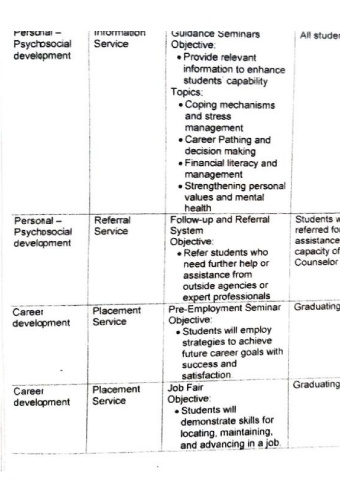 Personal – Information Guidance Seminars All studen
Psychosocial Service Objective:
development • Provide relevant
information to enhance
students' capability
Topics:
• Coping mechanisms
and stress
management
• Career Pathing and
decision making
• Financial literacy and
management
• Strengthening personal
values and mental
health
Personal – Referral Follow-up and Referral Students w
Psychosocial Service System referred for
development Objective: assistance
• Refer students who capacity of
need further help or Counselor
assistance from
outside agencies or
expert professionals
Career Placement Pre-Employment Seminar Graduating
development Service Objective:
• Students will employ
strategies to achieve
future career goals with
success and
satisfaction.
Career Placement Job Fair Graduating
development Service Objective:
• Students will
demonstrate skills for
locating, maintaining,
and advancing in a job.